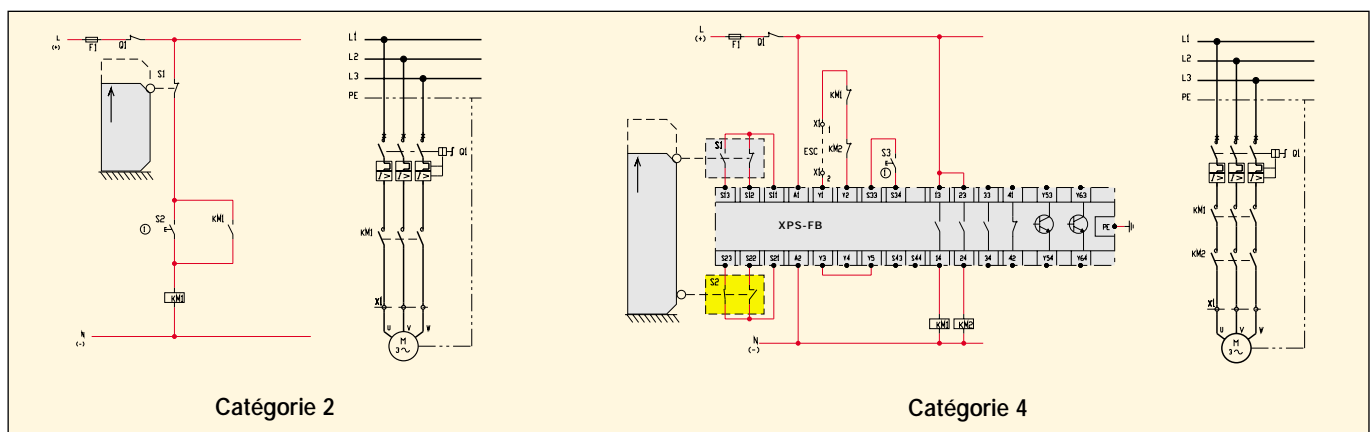 L
(+)
F1
Q1
S1
S2
KM1
KM1
X1
N
(-)
L1
L2
L3
PE
Q1
KM1
X1
U V W
M
3~
L
(+)
F1
Q1
KM1
X1
1
ESC
KM2
X1
2
S3
S1
S13 S12 S11 A1 Y1 Y2 S33 S34 13 23 33 41 Y53 Y63
XPS-FB
PE
S23 S22 S21 A2 Y3 Y4 Y5 S43 S44 14 24 34 42 Y54 Y64
S2
KM1 KM2
N
(-)
L1
L2
L3
PE
Q1
KM1
KM2
X1
U V W
M
3~
Catégorie 2
Catégorie 4